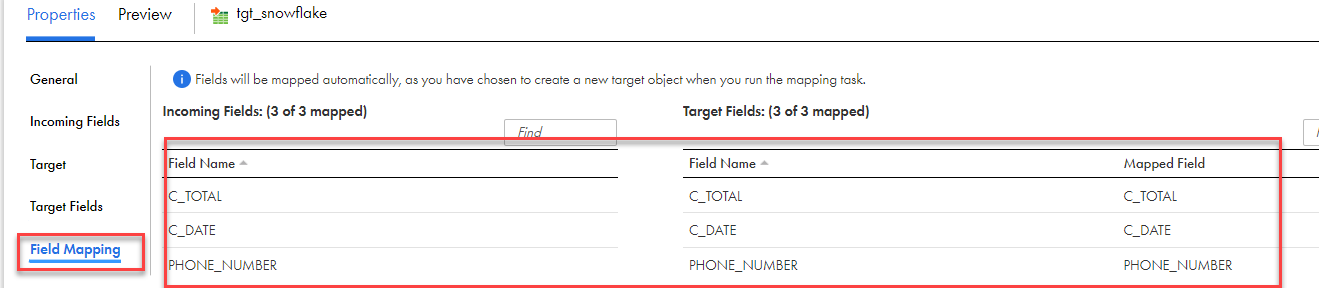 Properties Preview tgt_snowflake
General
Incoming Fields
Target
Target Fields
Field Mapping
Fields will be mapped automatically, as you have chosen to create a new target object when you run the mapping task.
Incoming Fields: (3 of 3 mapped)
Find
Field Name
C_TOTAL
C_DATE
PHONE_NUMBER
Target Fields: (3 of 3 mapped)
Field Name Mapped Field
C_TOTAL C_TOTAL
C_DATE C_DATE
PHONE_NUMBER PHONE_NUMBER